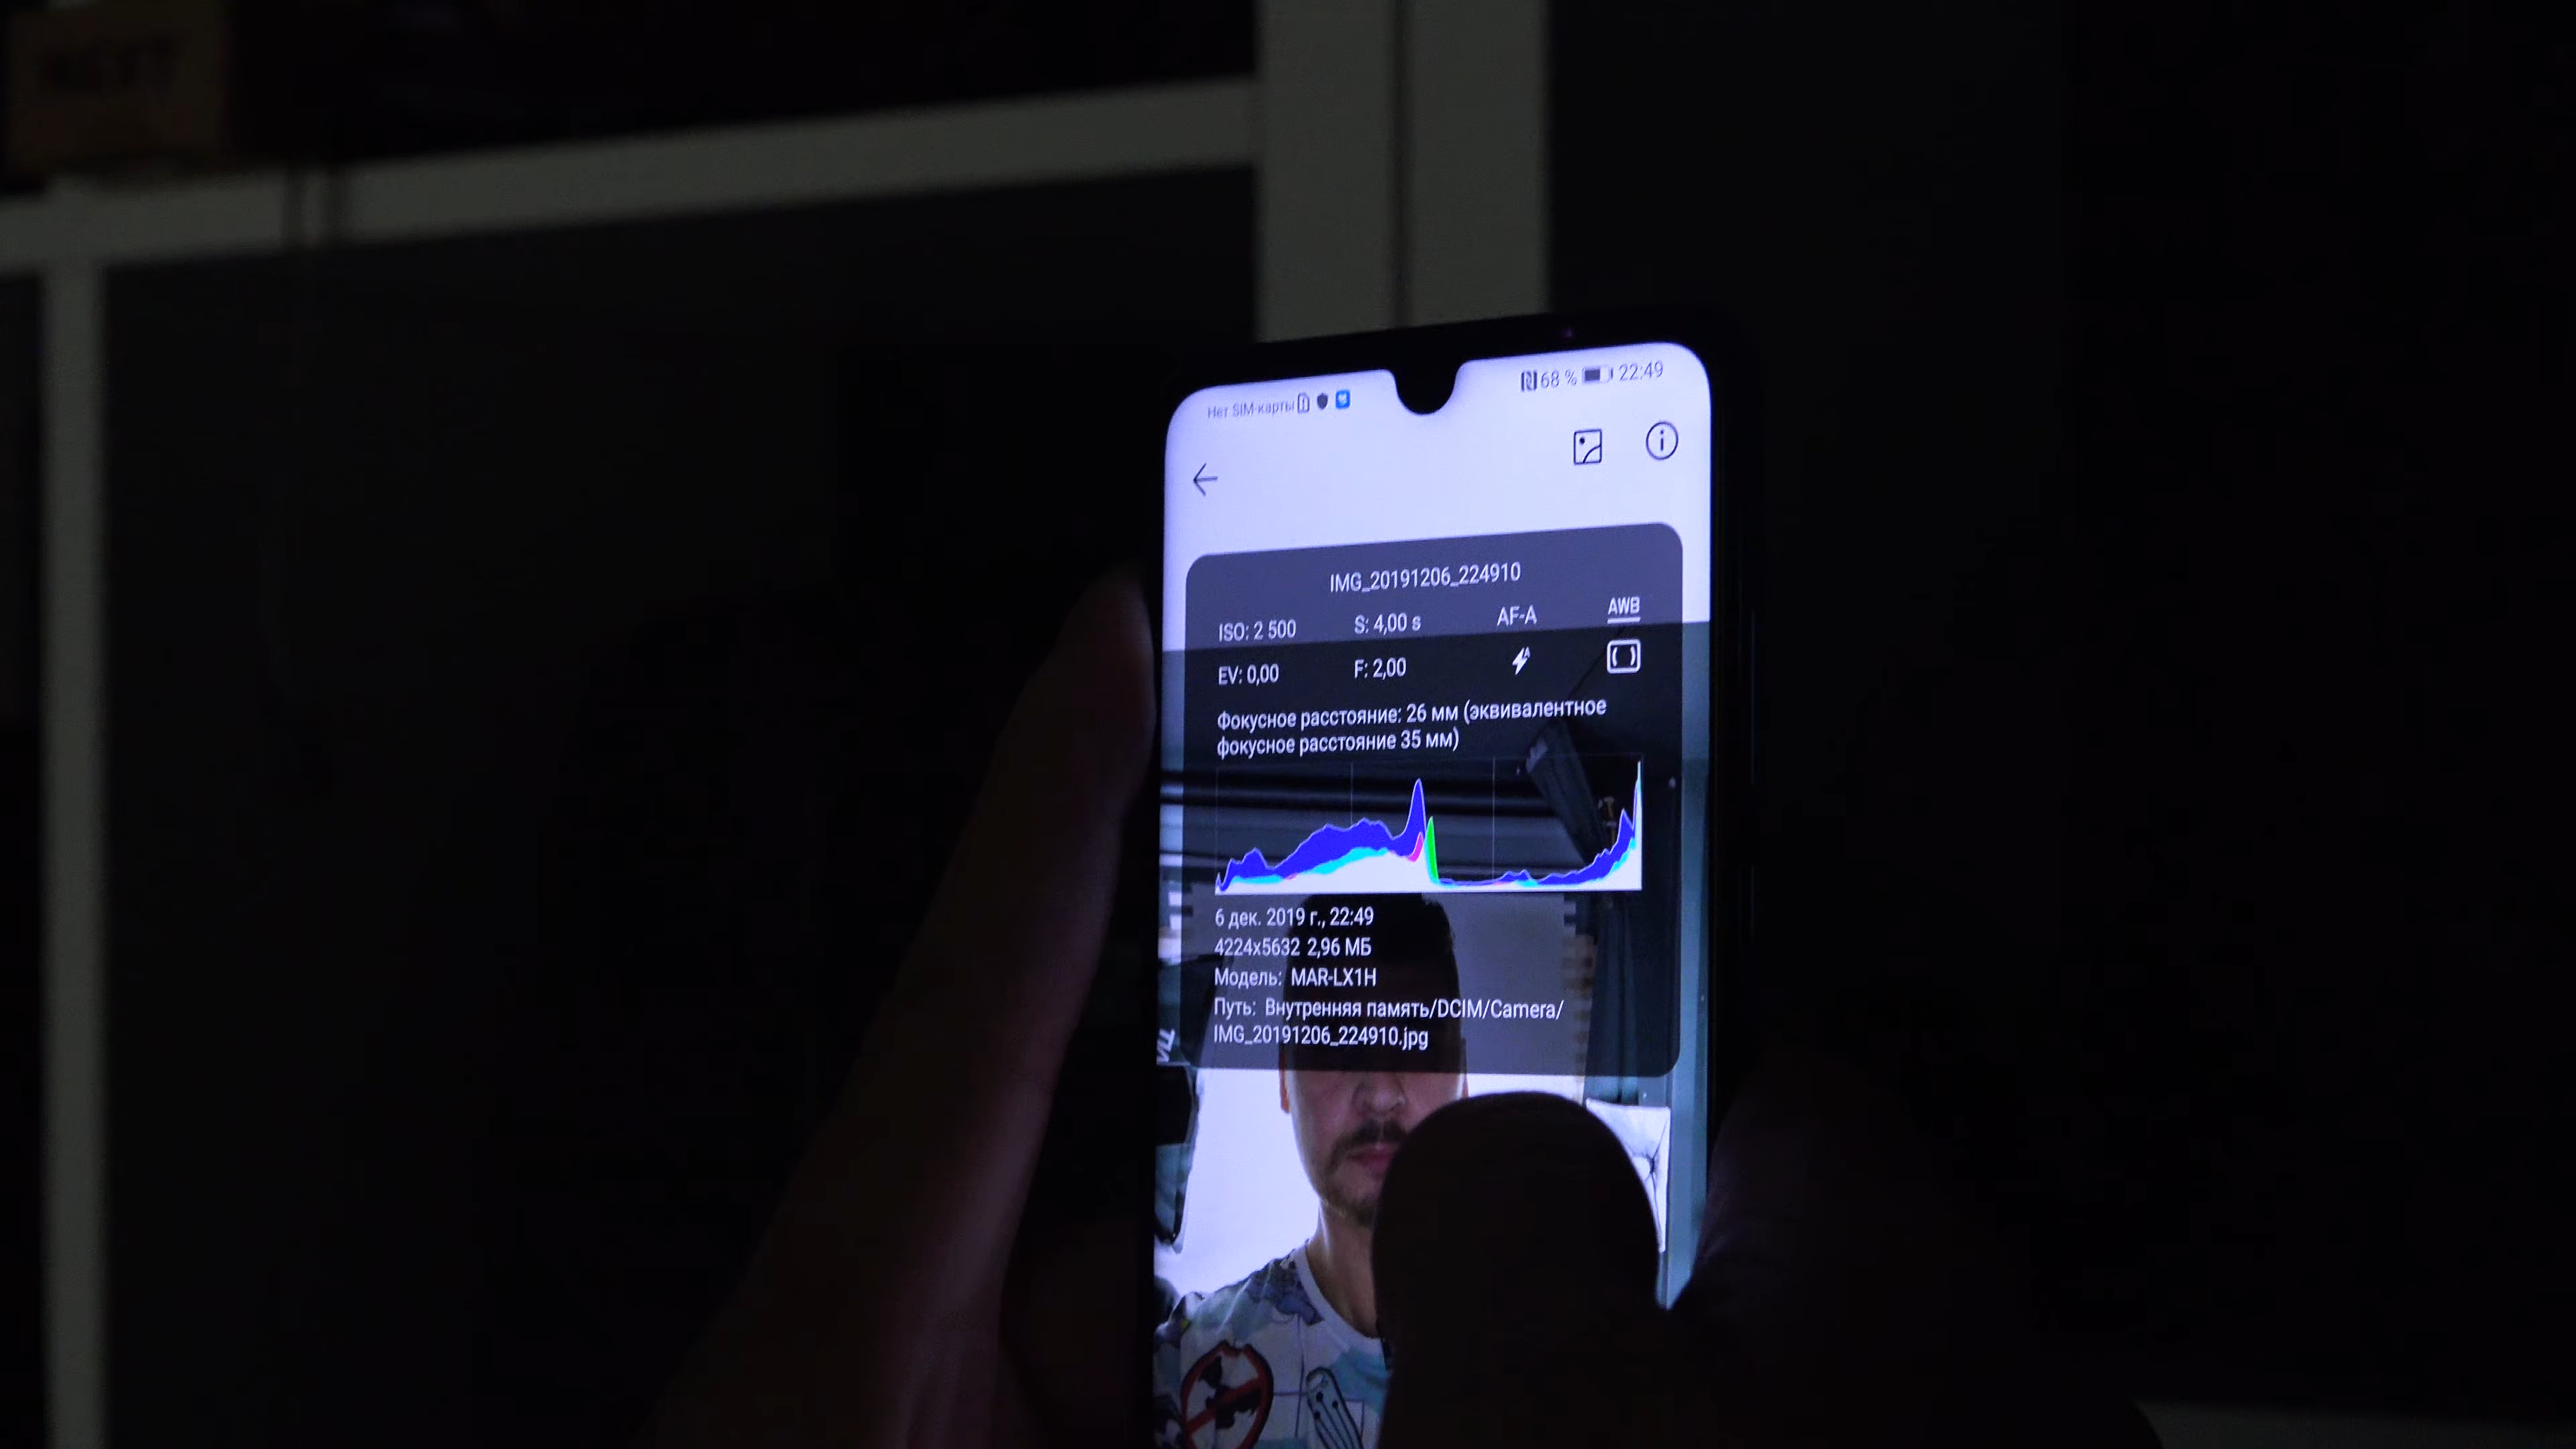 Нет SIM-карты
68 % 22:49
IMG_20191206_224910
ISO: 2 500 S: 4,00 s AF-A AWB
EV: 0,00 F: 2,00
Фокусное расстояние: 26 мм (эквивалентное
фокусное расстояние 35 мм)
6 дек. 2019 г., 22:49
4224x5632 2,96 МБ
Модель: MAR-LX1H
Путь: Внутренняя память/DCIM/Camera/
IMG_20191206_224910.jpg